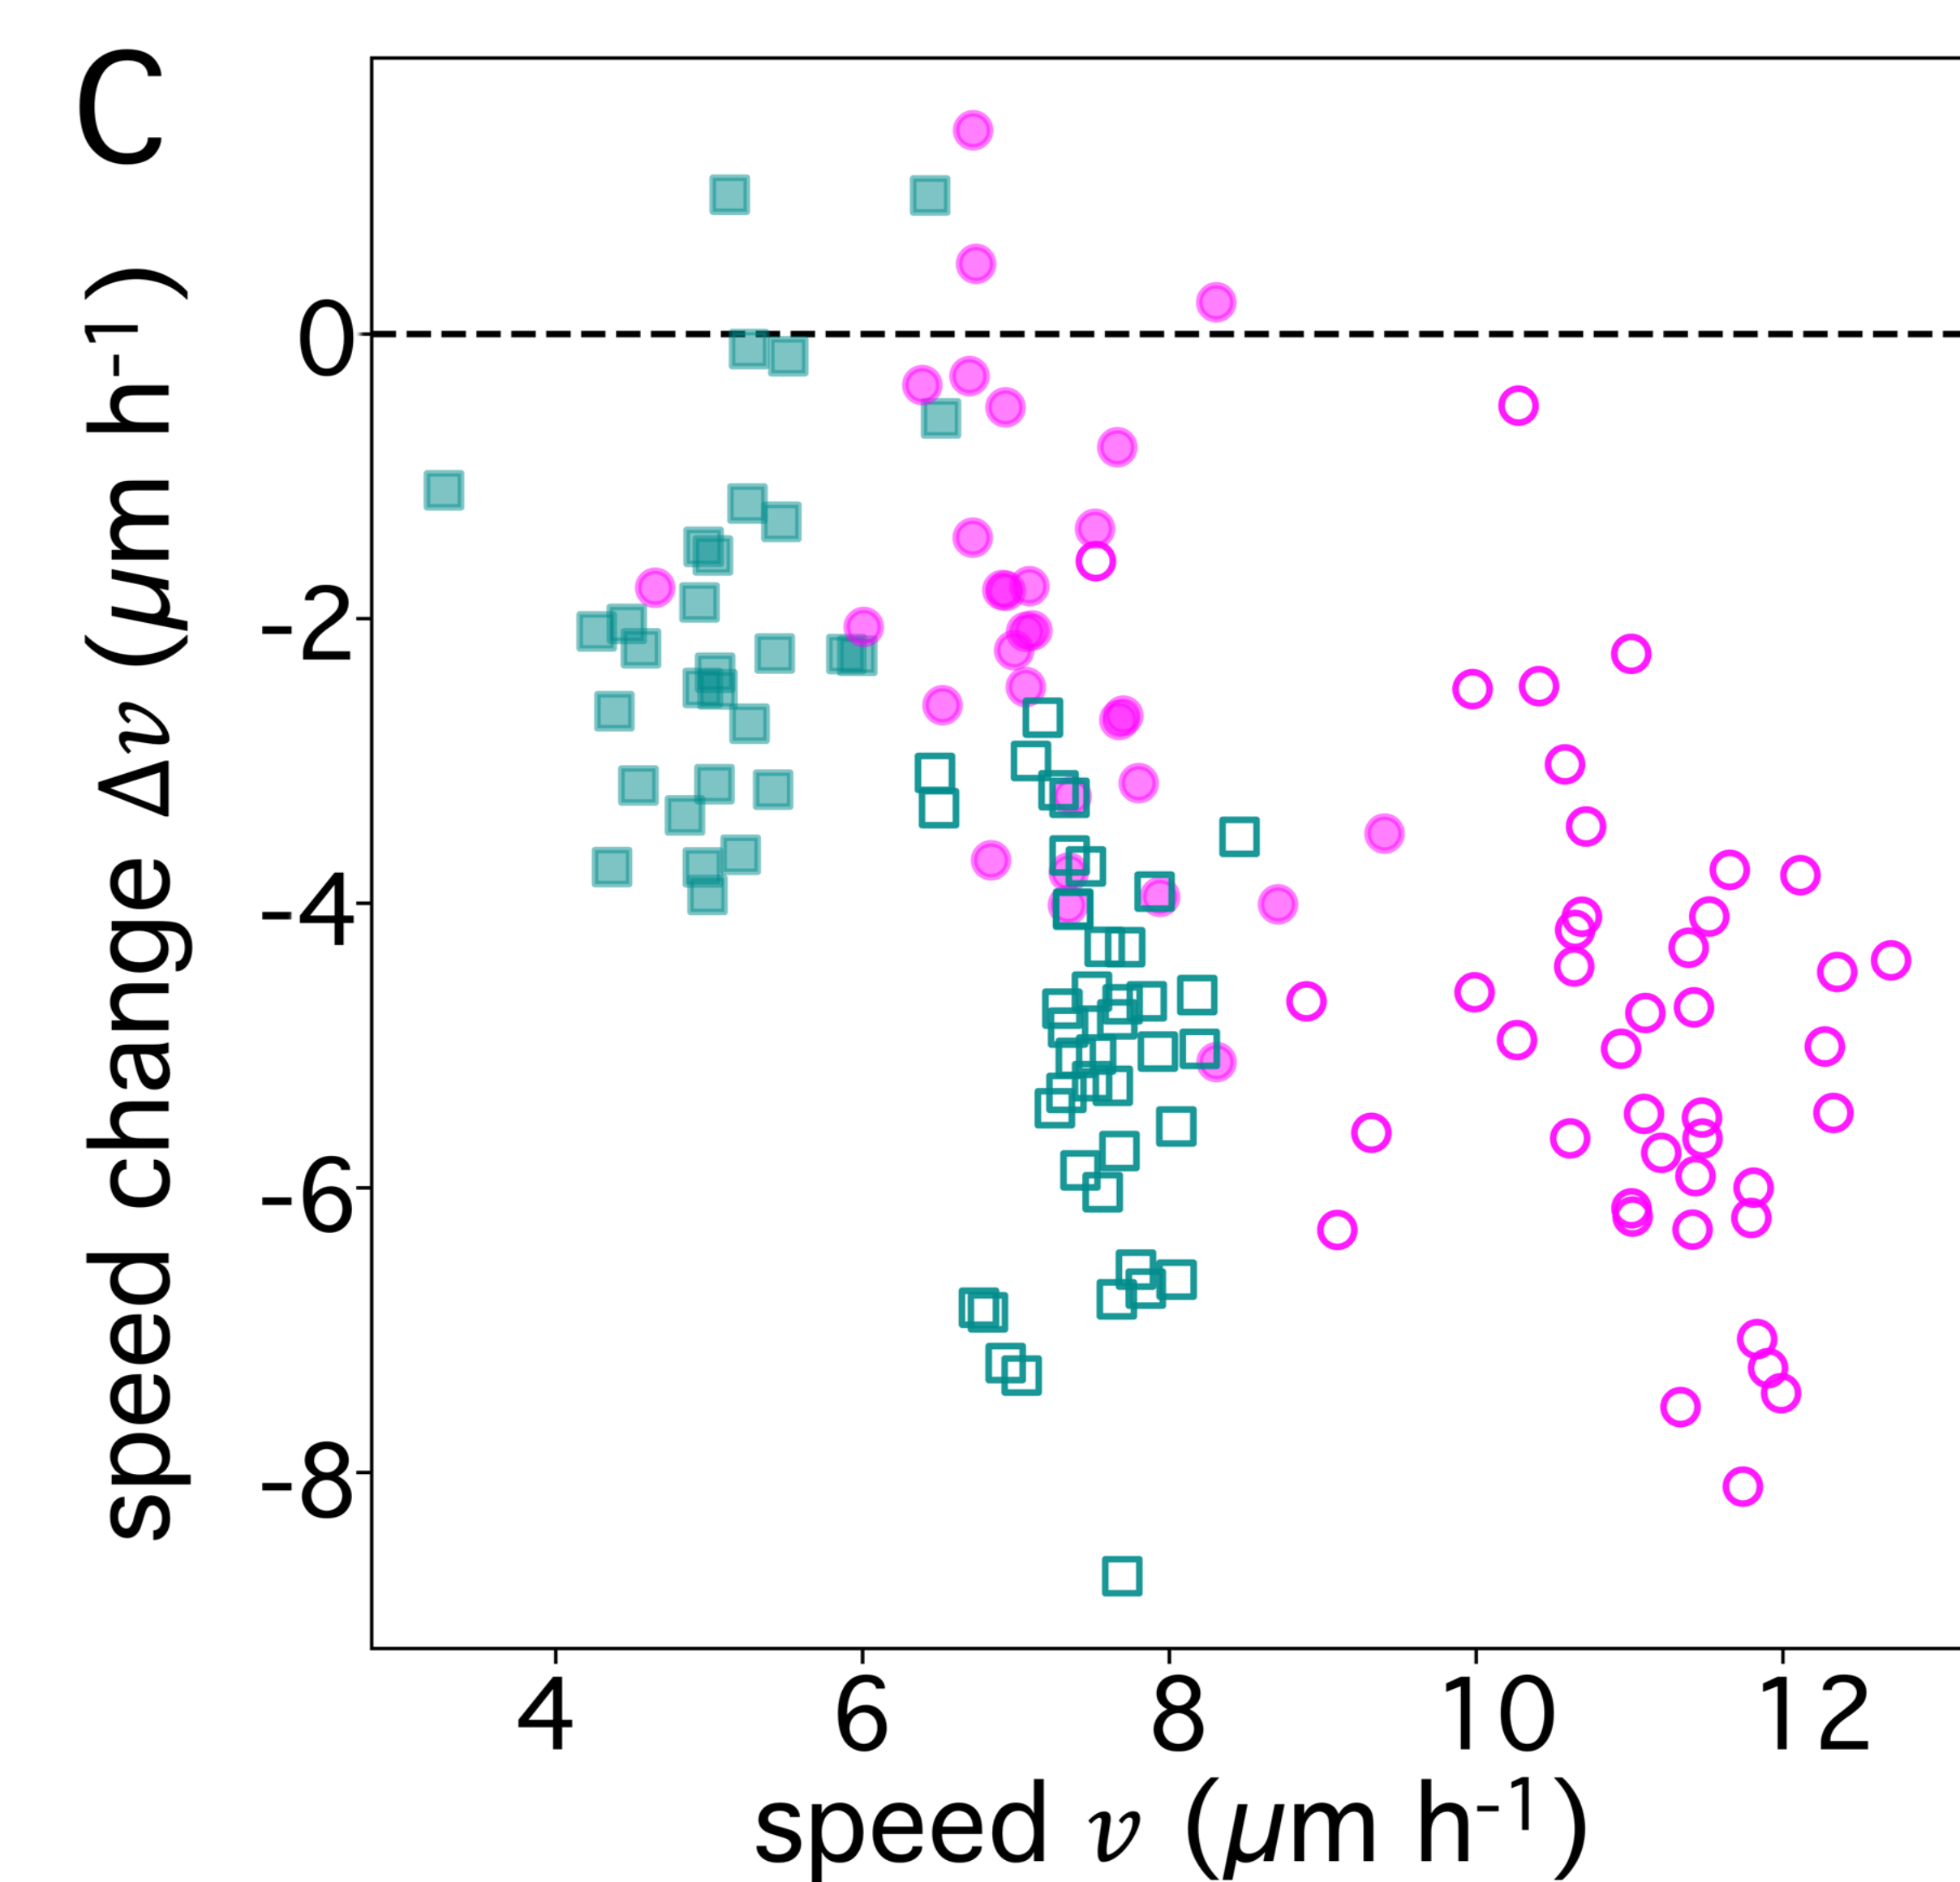 C
speed change Δv (μm h-1)
0
-2
-4
-6
-8
4 6 8 10 12
speed v (μm h-1)